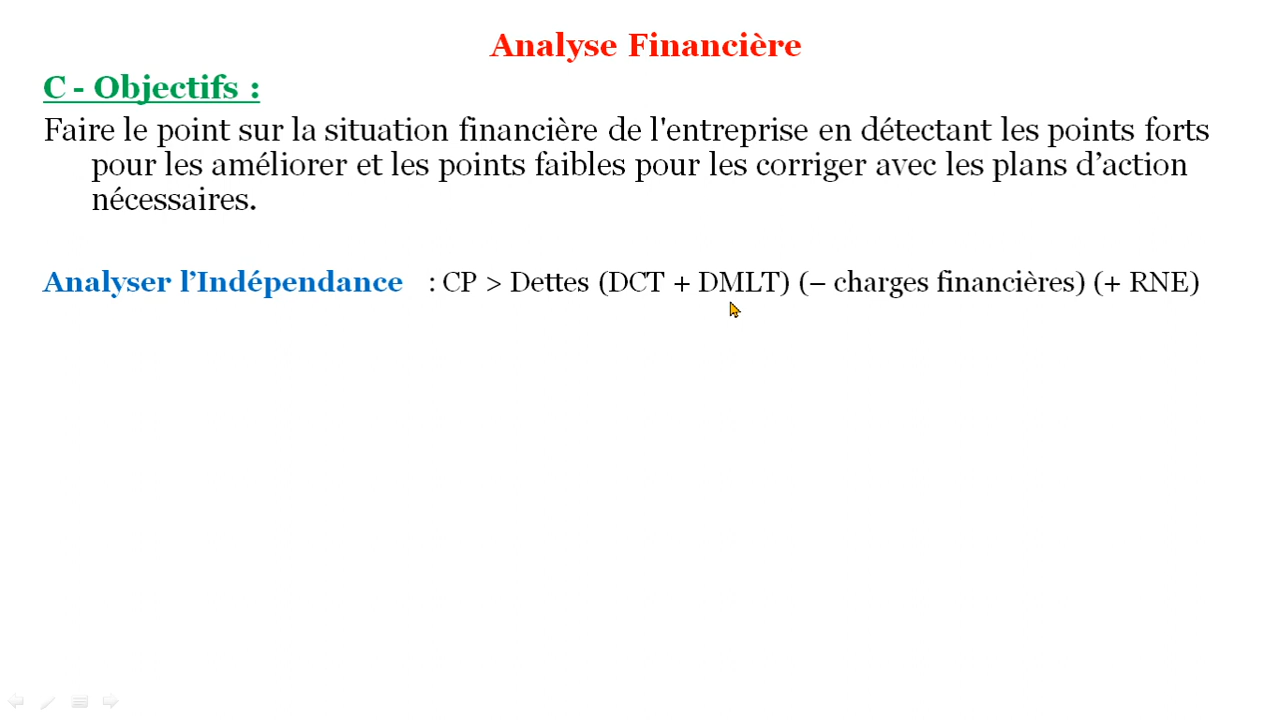 Analyse Financière
C - Objectifs :
Faire le point sur la situation financière de l'entreprise en détectant les points forts
pour les améliorer et les points faibles pour les corriger avec les plans d’action
nécessaires.
Analyser l’Indépendance : CP > Dettes (DCT + DMLT) (– charges financières) (+ RNE)